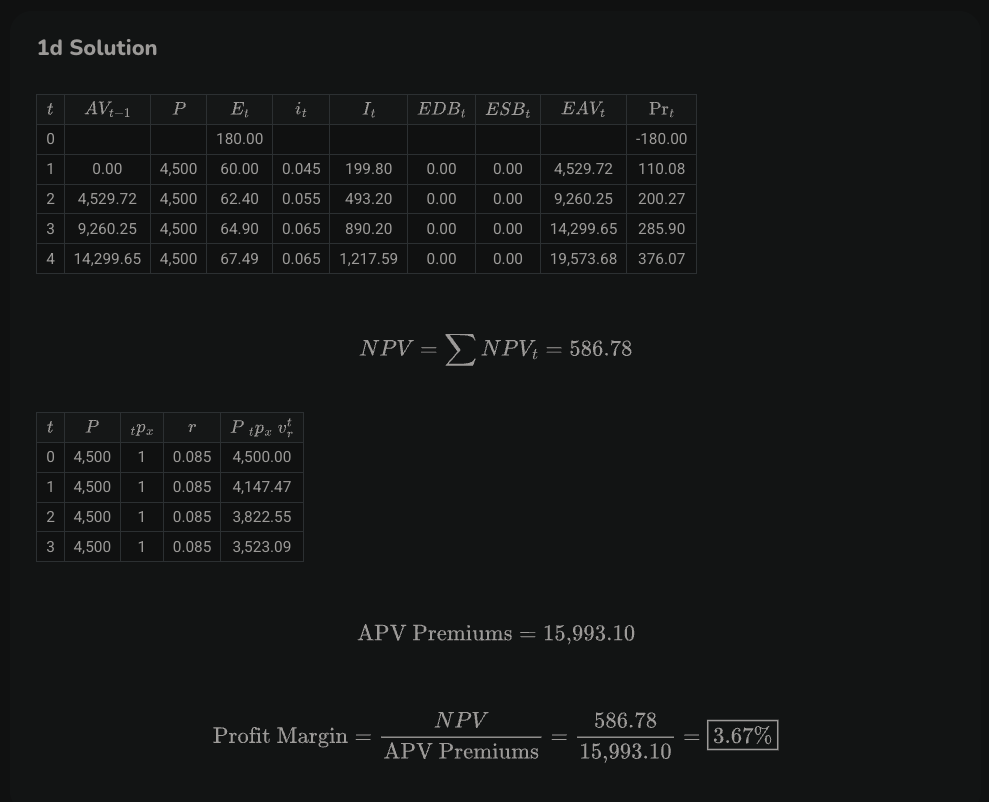 1d Solution
t AV_{t−1} P E_t i_t I_t EDB_t ESB_t EAV_t Pr_t
0 180.00 -180.00
1 0.00 4,500 60.00 0.045 199.80 0.00 0.00 4,529.72 110.08
2 4,529.72 4,500 62.40 0.055 493.20 0.00 0.00 9,260.25 200.27
3 9,260.25 4,500 64.90 0.065 890.20 0.00 0.00 14,299.65 285.90
4 14,299.65 4,500 67.49 0.065 1,217.59 0.00 0.00 19,573.68 376.07
NPV = ∑ NPV_t = 586.78
t P _tp_x r P _tp_x v_r^t
0 4,500 1 0.085 4,500.00
1 4,500 1 0.085 4,147.47
2 4,500 1 0.085 3,822.55
3 4,500 1 0.085 3,523.09
APV Premiums = 15,993.10
Profit Margin = NPV / APV Premiums = 586.78 / 15,993.10 = 3.67%